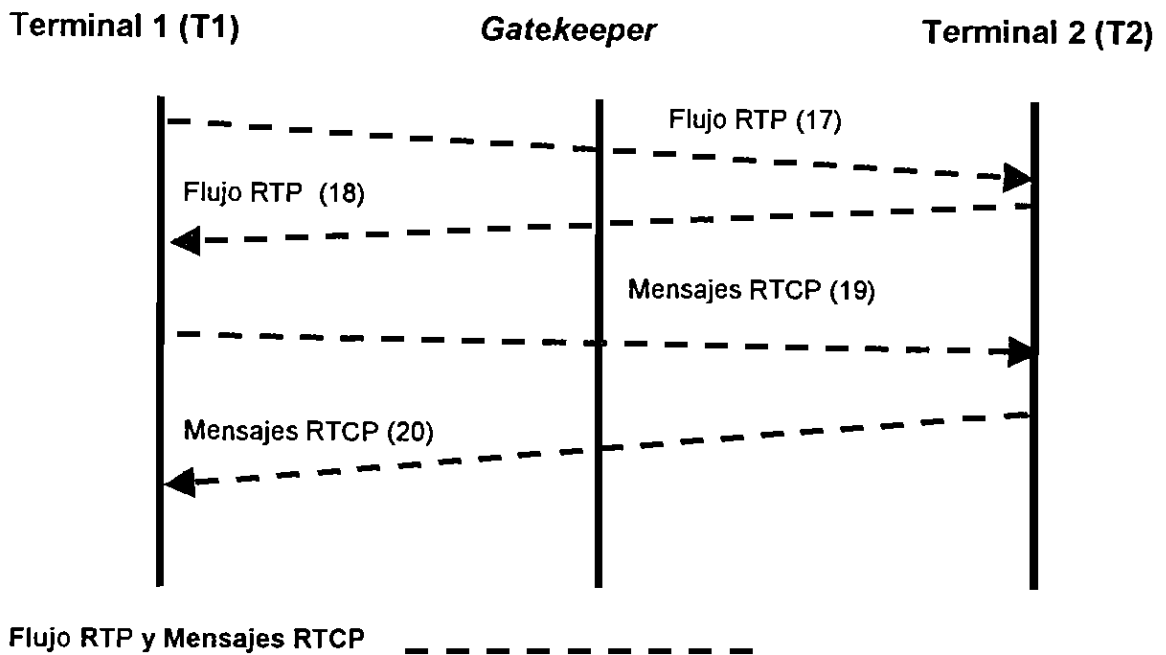 Terminal 1 (T1)
Gatekeeper
Terminal 2 (T2)
Flujo RTP (17)
Flujo RTP (18)
Mensajes RTCP (19)
Mensajes RTCP (20)
Flujo RTP y Mensajes RTCP